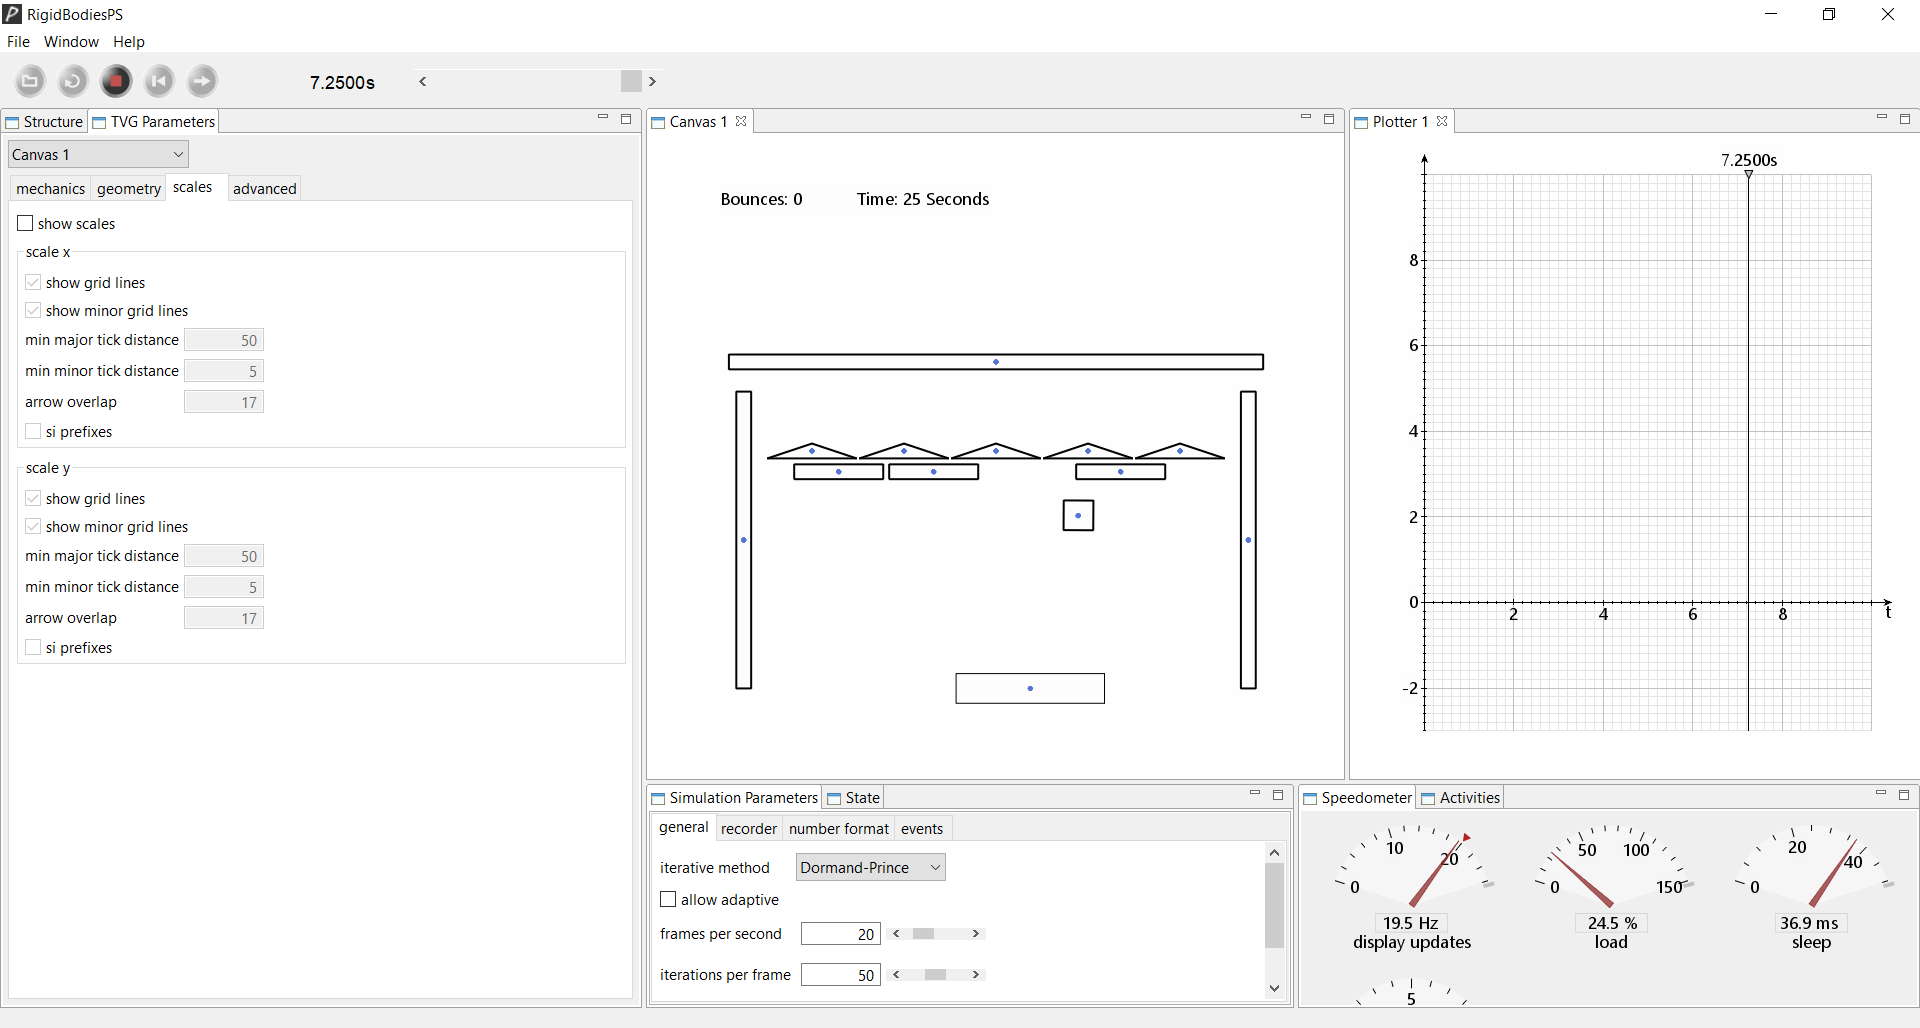 RigidBodiesPS
File Window Help
7.2500s
Structure TVG Parameters
Canvas 1
mechanics geometry scales advanced
show scales
scale x
show grid lines
show minor grid lines
min major tick distance 50
min minor tick distance 5
arrow overlap 17
si prefixes
scale y
show grid lines
show minor grid lines
min major tick distance 50
min minor tick distance 5
arrow overlap 17
si prefixes
Canvas 1
Bounces: 0 Time: 25 Seconds
Plotter 1
7.2500s
8
6
4
2
0
-2
2 4 6 8 t
Simulation Parameters State
general recorder number format events
iterative method Dormand-Prince
allow adaptive
frames per second 20
iterations per frame 50
Speedometer Activities
0 10 20
19.5 Hz
display updates
0 50 100 150
24.5 %
load
0 20 40
36.9 ms
sleep
5